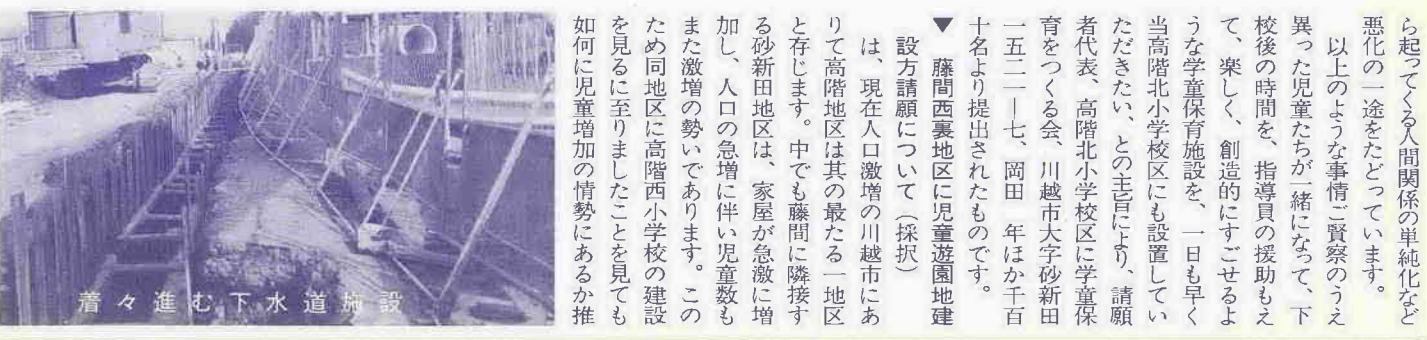 ら起ってくる人間関係の単純化など
悪化の一途をたどっています。
以上のような事情ご賢察のうえ
異った児童たちが一緒になって、下
校後の時間を、指導員の援助もえ
て、楽しく、創造的にすごせるよ
うな学童保育施設を、一日も早く
当高階北小学校区にも設置してい
ただきたい、との主旨により、請願
者代表、高階北小学校区に学童保
育をつくる会、川越市大字砂新田
一五二一―七、岡田　年ほか千百
十名より提出されたものです。
▼　藤間西裏地区に児童遊園地建
設方請願について（採択）
は、現在人口激増の川越市にあ
りて高階地区は其の最たる一地区
と存じます。中でも藤間に隣接す
る砂新田地区は、家屋が急激に増
加し、人口の急増に伴い児童数も
また激増の勢いであります。この
ため同地区に高階西小学校の建設
を見るに至りましたことを見ても
如何に児童増加の情勢にあるか推
着々進む下水道施設